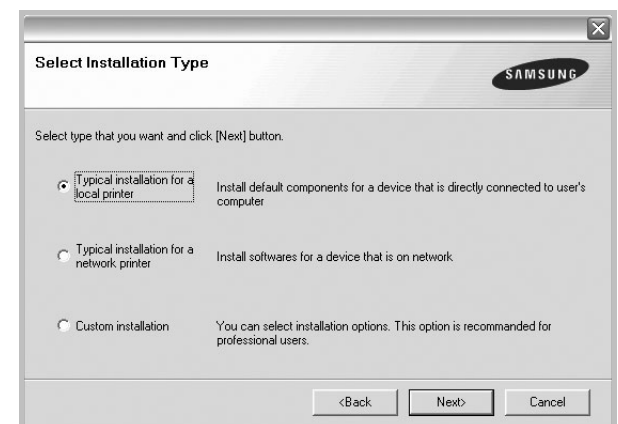 Select Installation Type
SAMSUNG
Select type that you want and click [Next] button.
Typical installation for a
local printer
Install default components for a device that is directly connected to user's
computer
Typical installation for a
network printer
Install softwares for a device that is on network
Custom installation
You can select installation options. This option is recommanded for
professional users.
<Back
Next>
Cancel